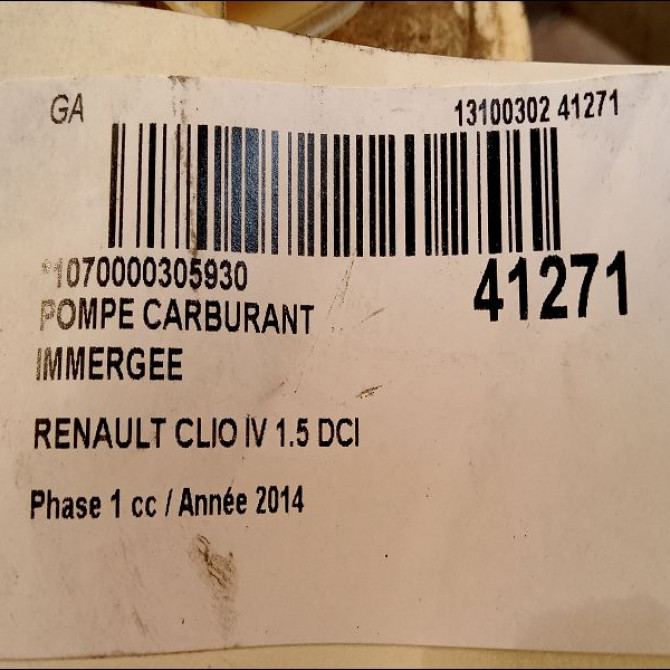 GA
13100302 41271
*1070000305930
41271
POMPE CARBURANT
IMMERGEE
RENAULT CLIO IV 1.5 DCI
Phase 1 cc / Année 2014